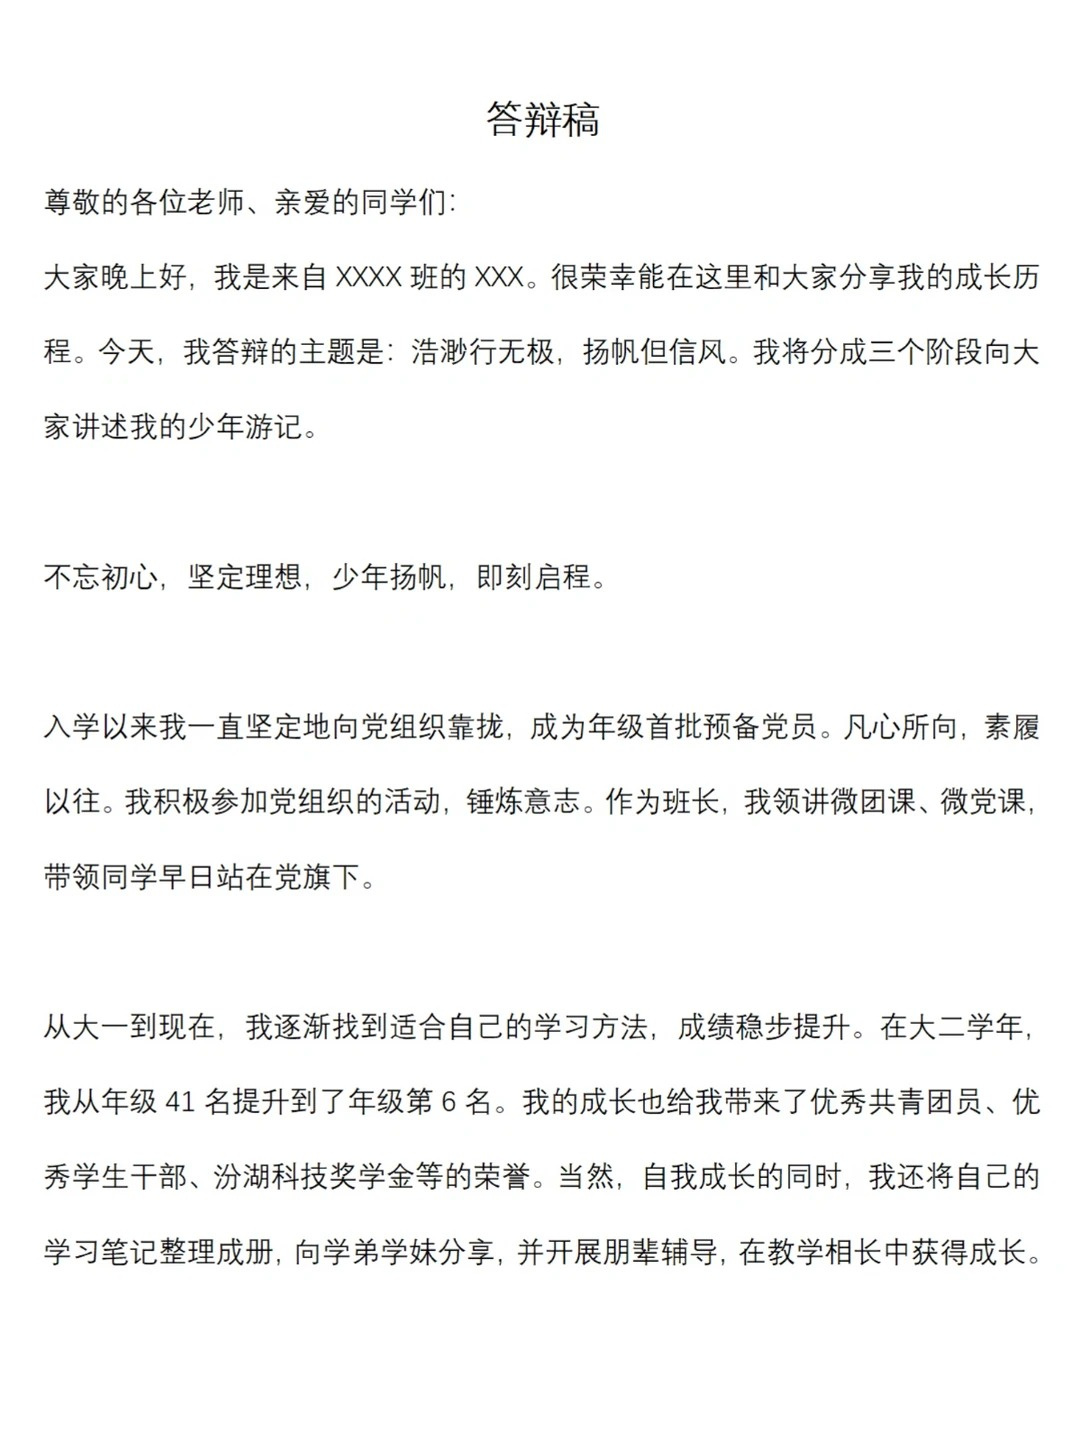 答辩稿
尊敬的各位老师、亲爱的同学们：
大家晚上好，我是来自 XXXX 班的 XXX。很荣幸能在这里和大家分享我的成长历
程。今天，我答辩的主题是：浩渺行无极，扬帆但信风。我将分成三个阶段向大
家讲述我的少年游记。
不忘初心，坚定理想，少年扬帆，即刻启程。
入学以来我一直坚定地向党组织靠拢，成为年级首批预备党员。凡心所向，素履
以往。我积极参加党组织的活动，锤炼意志。作为班长，我领讲微团课、微党课，
带领同学早日站在党旗下。
从大一到现在，我逐渐找到适合自己的学习方法，成绩稳步提升。在大二学年，
我从年级 41 名提升到了年级第 6 名。我的成长也给我带来了优秀共青团员、优
秀学生干部、汾湖科技奖学金等的荣誉。当然，自我成长的同时，我还将自己的
学习笔记整理成册，向学弟学妹分享，并开展朋辈辅导，在教学相长中获得成长。